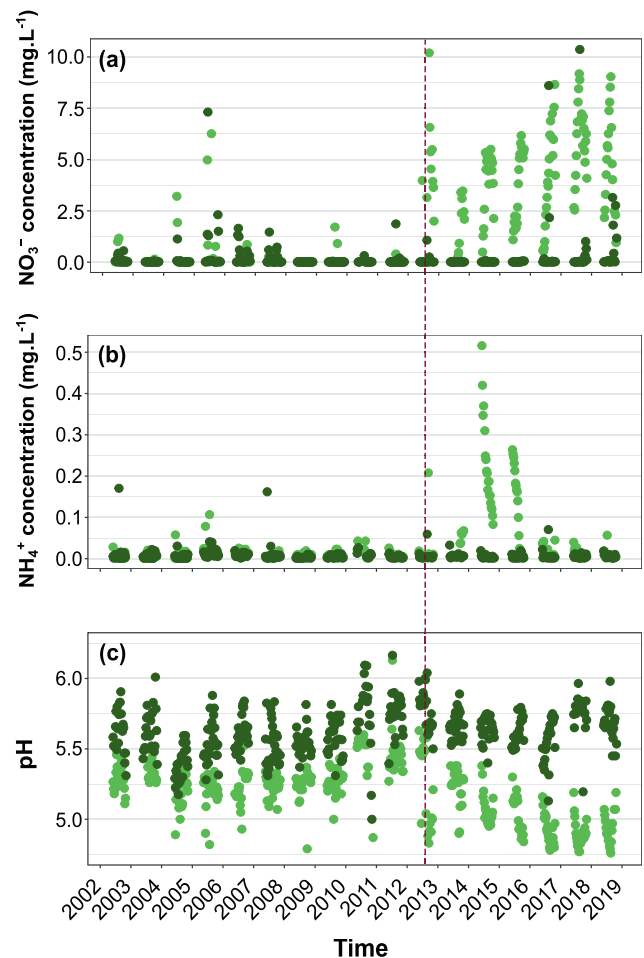 (a)
NO₃⁻ concentration (mg.L⁻¹)
10.0
7.5
5.0
2.5
0.0
(b)
NH₄⁺ concentration (mg.L⁻¹)
0.5
0.4
0.3
0.2
0.1
0.0
(c)
pH
6.0
5.5
5.0
2002 2003 2004 2005 2006 2007 2008 2009 2010 2011 2012 2013 2014 2015 2016 2017 2018 2019
Time